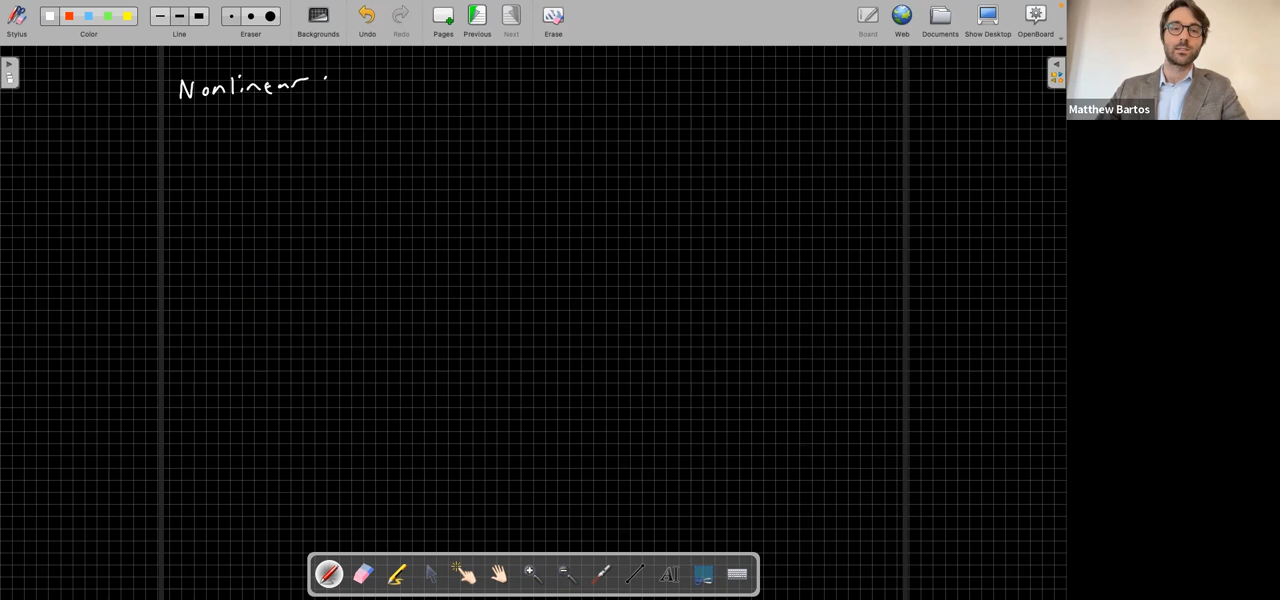 Stylus
Color
Line
Eraser
Backgrounds
Undo
Redo
Pages
Previous
Next
Erase
Board
Web
Documents
Show Desktop
OpenBoard
Nonlinear
Matthew Bartos
AI